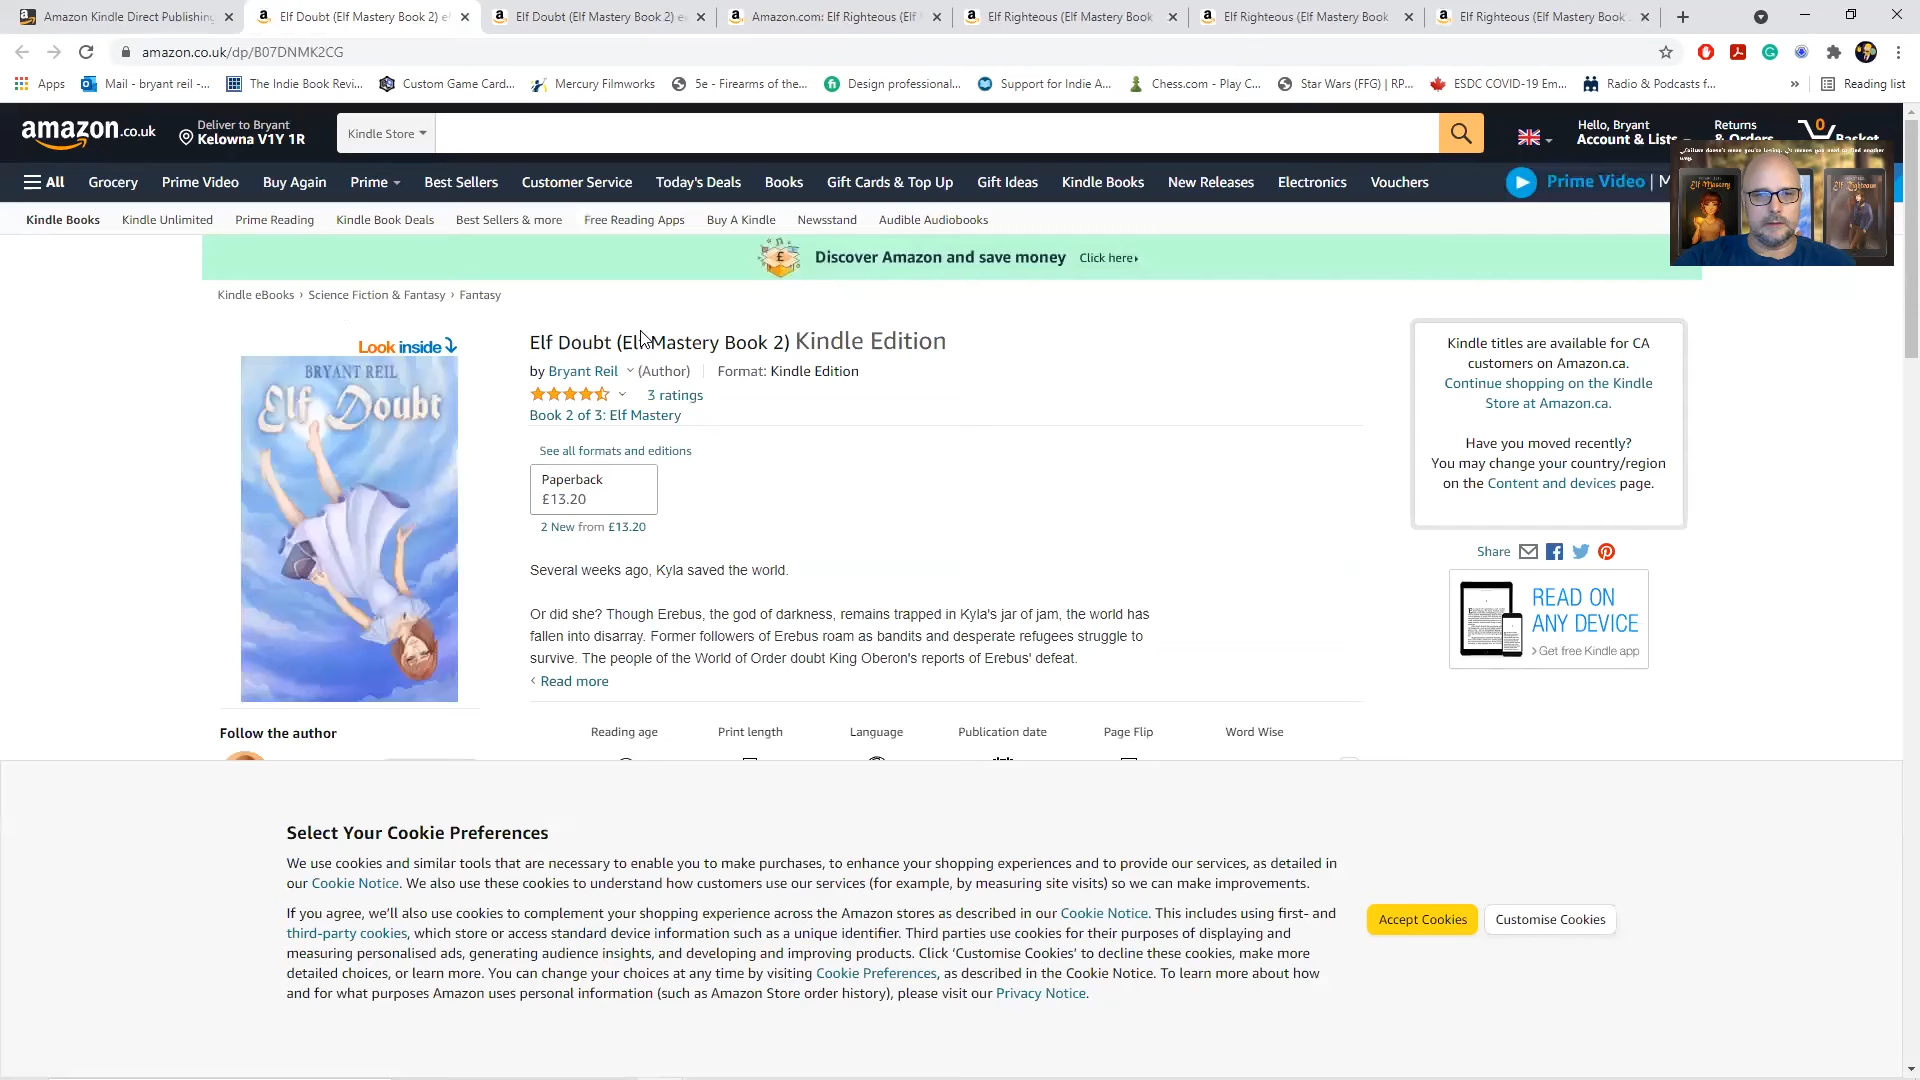 Amazon Kindle Direct Publishing
Elf Doubt (Elf Mastery Book 2) e
Elf Doubt (Elf Mastery Book 2) e
Amazon.com: Elf Righteous (Elf
Elf Righteous (Elf Mastery Book
Elf Righteous (Elf Mastery Book
Elf Righteous (Elf Mastery Book
amazon.co.uk/dp/B07DNMK2CG
Apps
Mail - bryant reil -...
The Indie Book Revi...
Custom Game Card...
Mercury Filmworks
5e - Firearms of the...
Design professional...
Support for Indie A...
Chess.com - Play C...
Star Wars (FFG) | RP...
ESDC COVID-19 Em...
Radio & Podcasts f...
»
Reading list
amazon.co.uk
Deliver to Bryant
Kelowna V1Y 1R
Kindle Store
Hello, Bryant
Account & Lists
Returns
& Orders
0
Basket
All
Grocery
Prime Video
Buy Again
Prime
Best Sellers
Customer Service
Today's Deals
Books
Gift Cards & Top Up
Gift Ideas
Kindle Books
New Releases
Electronics
Vouchers
Prime Video | M
Failure doesn't mean you're losing. It means you need to find another
way.
Elf Mastery
Elf Righteous
Kindle Books
Kindle Unlimited
Prime Reading
Kindle Book Deals
Best Sellers & more
Free Reading Apps
Buy A Kindle
Newsstand
Audible Audiobooks
£
Discover Amazon and save money Click here
Kindle eBooks › Science Fiction & Fantasy › Fantasy
Look inside
BRYANT REIL
Elf Doubt
Elf Doubt (Elf Mastery Book 2) Kindle Edition
by Bryant Reil (Author) | Format: Kindle Edition
3 ratings
Book 2 of 3: Elf Mastery
See all formats and editions
Paperback
£13.20
2 New from £13.20
Several weeks ago, Kyla saved the world.
Or did she? Though Erebus, the god of darkness, remains trapped in Kyla's jar of jam, the world has
fallen into disarray. Former followers of Erebus roam as bandits and desperate refugees struggle to
survive. The people of the World of Order doubt King Oberon's reports of Erebus' defeat.
Read more
Kindle titles are available for CA
customers on Amazon.ca.
Continue shopping on the Kindle
Store at Amazon.ca.
Have you moved recently?
You may change your country/region
on the Content and devices page.
Share
READ ON
ANY DEVICE
› Get free Kindle app
Follow the author
Reading age
Print length
Language
Publication date
Page Flip
Word Wise
Select Your Cookie Preferences
We use cookies and similar tools that are necessary to enable you to make purchases, to enhance your shopping experiences and to provide our services, as detailed in
our Cookie Notice. We also use these cookies to understand how customers use our services (for example, by measuring site visits) so we can make improvements.
If you agree, we'll also use cookies to complement your shopping experience across the Amazon stores as described in our Cookie Notice. This includes using first- and
third-party cookies, which store or access standard device information such as a unique identifier. Third parties use cookies for their purposes of displaying and
measuring personalised ads, generating audience insights, and developing and improving products. Click 'Customise Cookies' to decline these cookies, make more
detailed choices, or learn more. You can change your choices at any time by visiting Cookie Preferences, as described in the Cookie Notice. To learn more about how
and for what purposes Amazon uses personal information (such as Amazon Store order history), please visit our Privacy Notice.
Accept Cookies
Customise Cookies